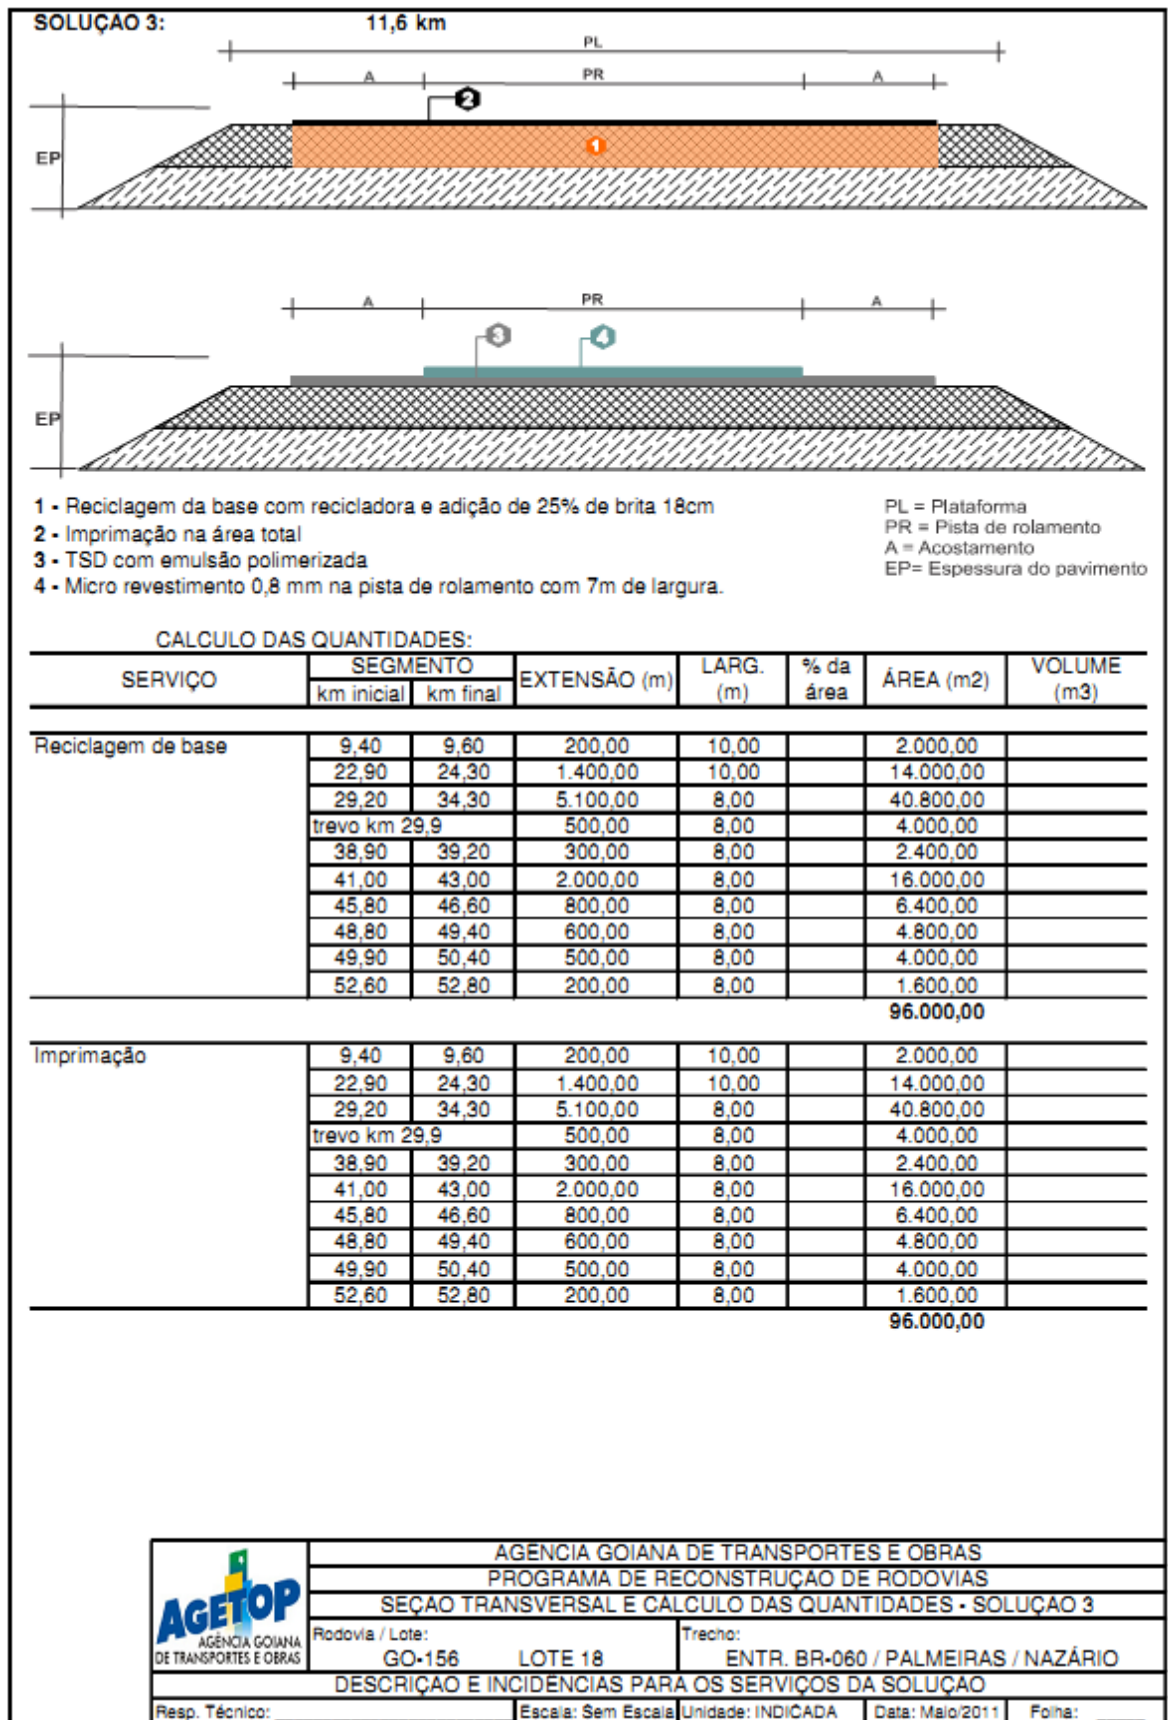 SOLUÇÃO 3: 11,6 km
PL
A PR A
2
1
EP
A PR A
3 4
EP
1 - Reciclagem da base com recicladora e adição de 25% de brita 18cm
2 - Imprimação na área total
3 - TSD com emulsão polimerizada
4 - Micro revestimento 0,8 mm na pista de rolamento com 7m de largura.
PL = Plataforma
PR = Pista de rolamento
A = Acostamento
EP= Espessura do pavimento
CALCULO DAS QUANTIDADES:
SERVIÇO SEGMENTO EXTENSÃO (m) LARG. (m) % da área ÁREA (m2) VOLUME (m3)
km inicial km final
Reciclagem de base 9,40 9,60 200,00 10,00 2.000,00
22,90 24,30 1.400,00 10,00 14.000,00
29,20 34,30 5.100,00 8,00 40.800,00
trevo km 29,9 500,00 8,00 4.000,00
38,90 39,20 300,00 8,00 2.400,00
41,00 43,00 2.000,00 8,00 16.000,00
45,80 46,60 800,00 8,00 6.400,00
48,80 49,40 600,00 8,00 4.800,00
49,90 50,40 500,00 8,00 4.000,00
52,60 52,80 200,00 8,00 1.600,00
96.000,00
Imprimação 9,40 9,60 200,00 10,00 2.000,00
22,90 24,30 1.400,00 10,00 14.000,00
29,20 34,30 5.100,00 8,00 40.800,00
trevo km 29,9 500,00 8,00 4.000,00
38,90 39,20 300,00 8,00 2.400,00
41,00 43,00 2.000,00 8,00 16.000,00
45,80 46,60 800,00 8,00 6.400,00
48,80 49,40 600,00 8,00 4.800,00
49,90 50,40 500,00 8,00 4.000,00
52,60 52,80 200,00 8,00 1.600,00
96.000,00
AGETOP
AGÊNCIA GOIANA
DE TRANSPORTES E OBRAS
AGENCIA GOIANA DE TRANSPORTES E OBRAS
PROGRAMA DE RECONSTRUÇÃO DE RODOVIAS
SEÇÃO TRANSVERSAL E CÁLCULO DAS QUANTIDADES - SOLUÇÃO 3
Rodovia / Lote: Trecho:
GO-156 LOTE 18 ENTR. BR-060 / PALMEIRAS / NAZÁRIO
DESCRIÇÃO E INCIDÊNCIAS PARA OS SERVIÇOS DA SOLUÇÃO
Resp. Técnico: Escala: Sem Escala Unidade: INDICADA Data: Maio/2011 Folha: